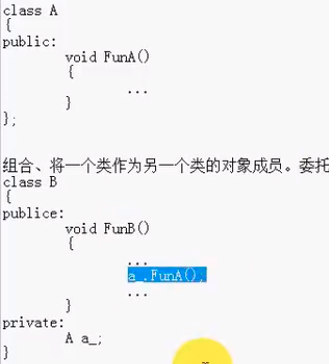 class A
{
public:
void FunA()
{
...
}
};
组合、将一个类作为另一个类的对象成员。委托
class B
{
publice:
void FunB()
{
...
a_.FunA();
...
}
private:
A a_;
}